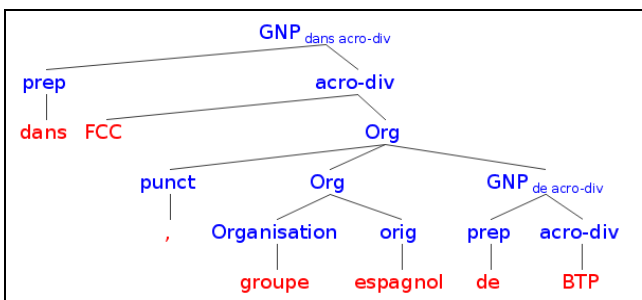 GNP dans acro-div
prep acro-div
dans FCC
Org
punct Org GNP de acro-div
, Organisation orig prep acro-div
groupe espagnol de BTP